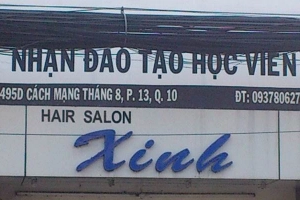 NHẬN ĐÀO TẠO HỌC VIÊN
495D CÁCH MẠNG THÁNG 8, P. 13, Q. 10 ĐT: 09378062
HAIR SALON
Xinh